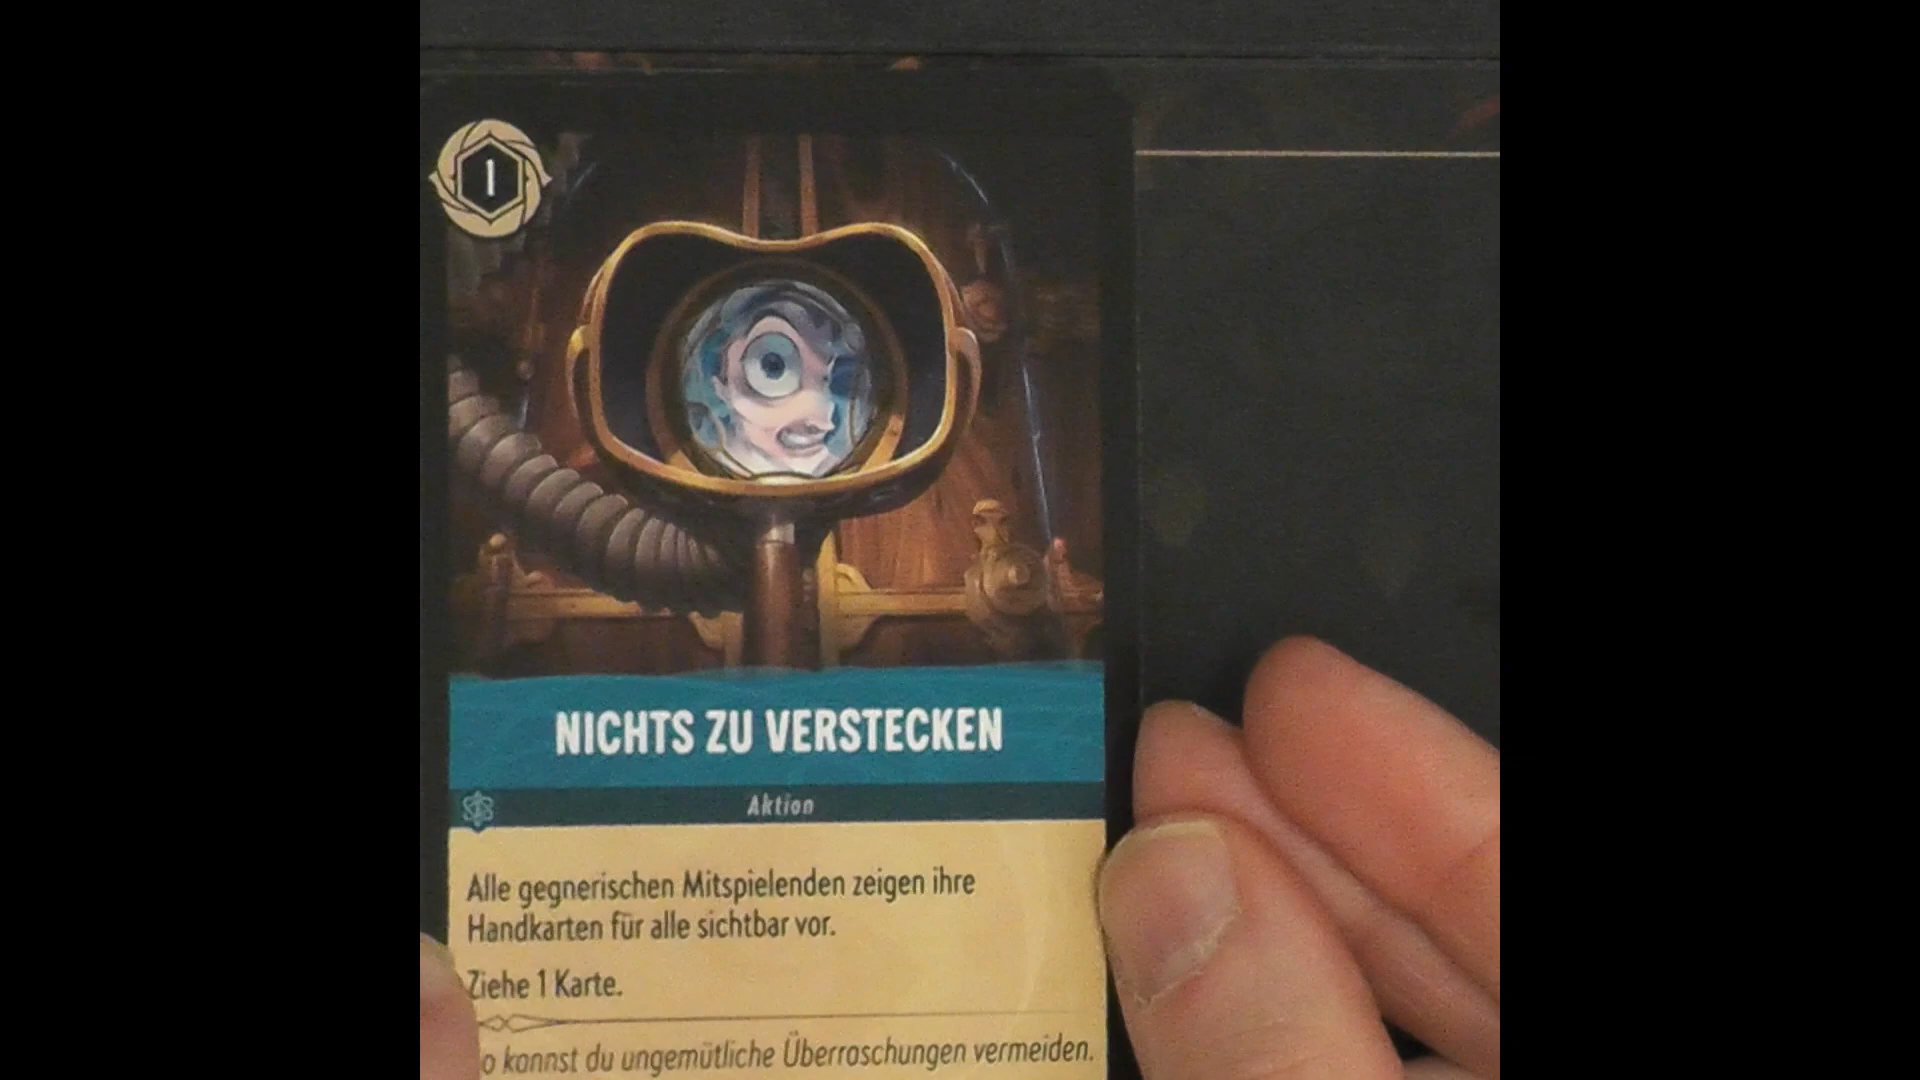 1
NICHTS ZU VERSTECKEN
Aktion
Alle gegnerischen Mitspielenden zeigen ihre
Handkarten für alle sichtbar vor.
Ziehe 1 Karte.
o kannst du ungemütliche Überraschungen vermeiden.